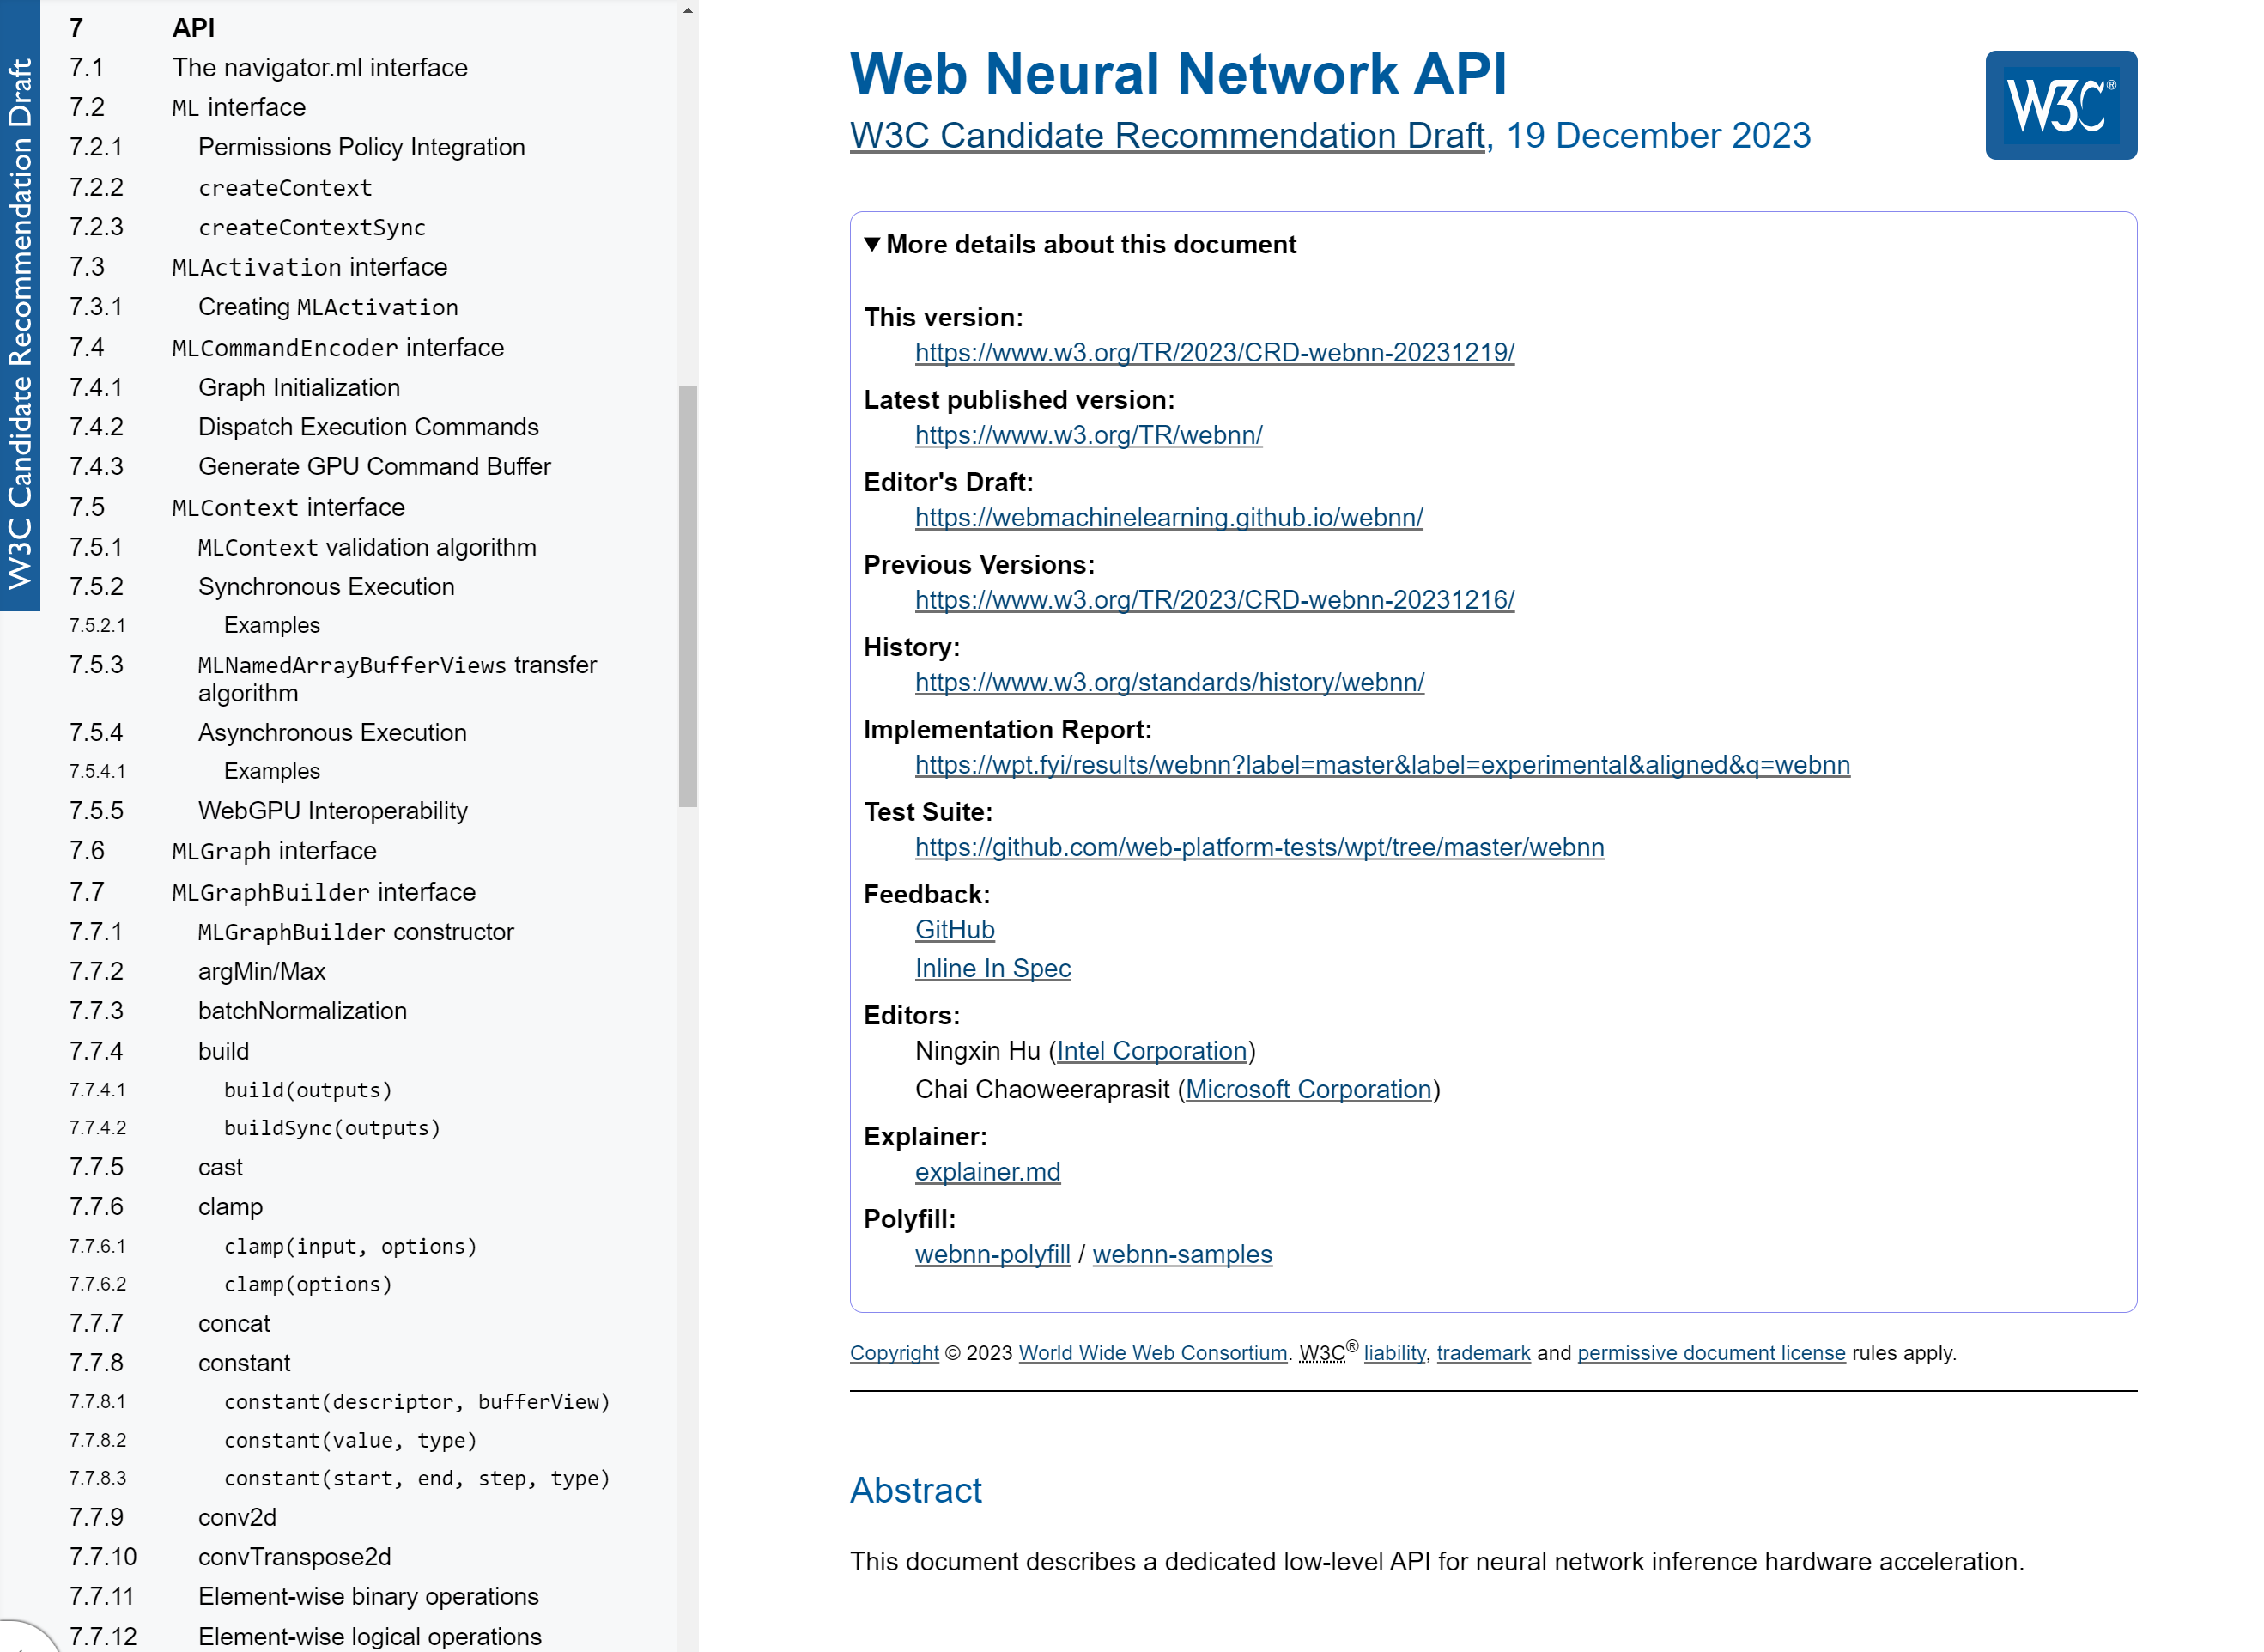 W3C Candidate Recommendation Draft
7 API
7.1 The navigator.ml interface
7.2 ML interface
7.2.1 Permissions Policy Integration
7.2.2 createContext
7.2.3 createContextSync
7.3 MLActivation interface
7.3.1 Creating MLActivation
7.4 MLCommandEncoder interface
7.4.1 Graph Initialization
7.4.2 Dispatch Execution Commands
7.4.3 Generate GPU Command Buffer
7.5 MLContext interface
7.5.1 MLContext validation algorithm
7.5.2 Synchronous Execution
7.5.2.1 Examples
7.5.3 MLNamedArrayBufferViews transfer
algorithm
7.5.4 Asynchronous Execution
7.5.4.1 Examples
7.5.5 WebGPU Interoperability
7.6 MLGraph interface
7.7 MLGraphBuilder interface
7.7.1 MLGraphBuilder constructor
7.7.2 argMin/Max
7.7.3 batchNormalization
7.7.4 build
7.7.4.1 build(outputs)
7.7.4.2 buildSync(outputs)
7.7.5 cast
7.7.6 clamp
7.7.6.1 clamp(input, options)
7.7.6.2 clamp(options)
7.7.7 concat
7.7.8 constant
7.7.8.1 constant(descriptor, bufferView)
7.7.8.2 constant(value, type)
7.7.8.3 constant(start, end, step, type)
7.7.9 conv2d
7.7.10 convTranspose2d
7.7.11 Element-wise binary operations
7.7.12 Element-wise logical operations
Web Neural Network API
W3C®
W3C Candidate Recommendation Draft, 19 December 2023
▼ More details about this document
This version:
https://www.w3.org/TR/2023/CRD-webnn-20231219/
Latest published version:
https://www.w3.org/TR/webnn/
Editor's Draft:
https://webmachinelearning.github.io/webnn/
Previous Versions:
https://www.w3.org/TR/2023/CRD-webnn-20231216/
History:
https://www.w3.org/standards/history/webnn/
Implementation Report:
https://wpt.fyi/results/webnn?label=master&label=experimental&aligned&q=webnn
Test Suite:
https://github.com/web-platform-tests/wpt/tree/master/webnn
Feedback:
GitHub
Inline In Spec
Editors:
Ningxin Hu (Intel Corporation)
Chai Chaoweeraprasit (Microsoft Corporation)
Explainer:
explainer.md
Polyfill:
webnn-polyfill / webnn-samples
Copyright © 2023 World Wide Web Consortium. W3C® liability, trademark and permissive document license rules apply.
Abstract
This document describes a dedicated low-level API for neural network inference hardware acceleration.